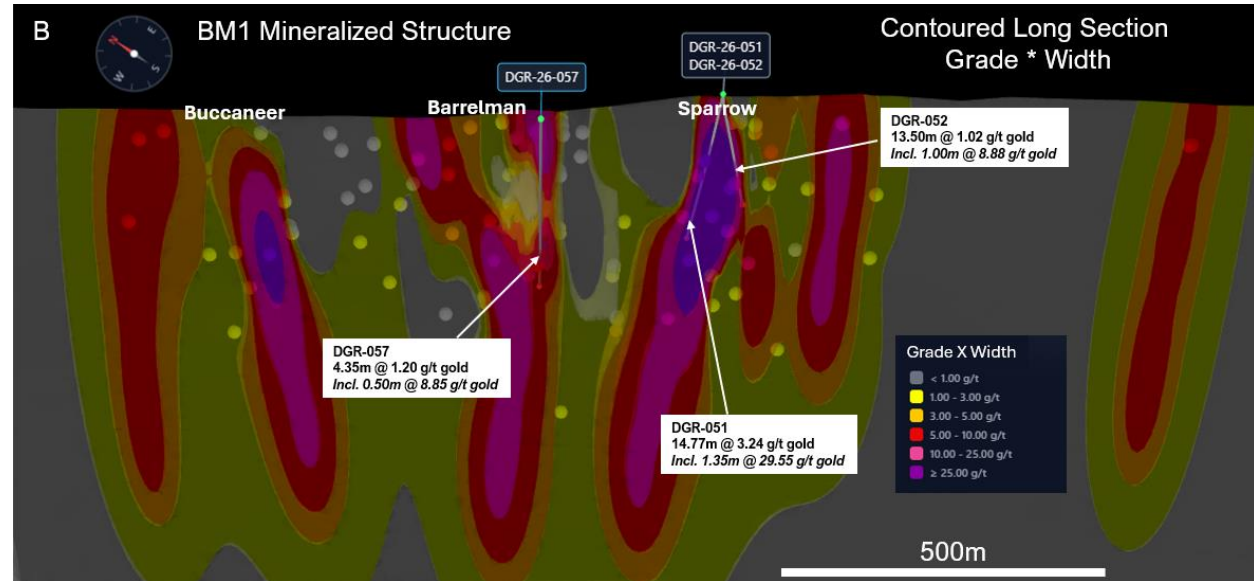 B
BM1 Mineralized Structure
Contoured Long Section
Grade * Width
N
E
S
W
DGR-26-057
DGR-26-051
DGR-26-052
Buccaneer
Barrelman
Sparrow
DGR-052
13.50m @ 1.02 g/t gold
Incl. 1.00m @ 8.88 g/t gold
DGR-057
4.35m @ 1.20 g/t gold
Incl. 0.50m @ 8.85 g/t gold
DGR-051
14.77m @ 3.24 g/t gold
Incl. 1.35m @ 29.55 g/t gold
Grade X Width
< 1.00 g/t
1.00 - 3.00 g/t
3.00 - 5.00 g/t
5.00 - 10.00 g/t
10.00 - 25.00 g/t
≥ 25.00 g/t
500m